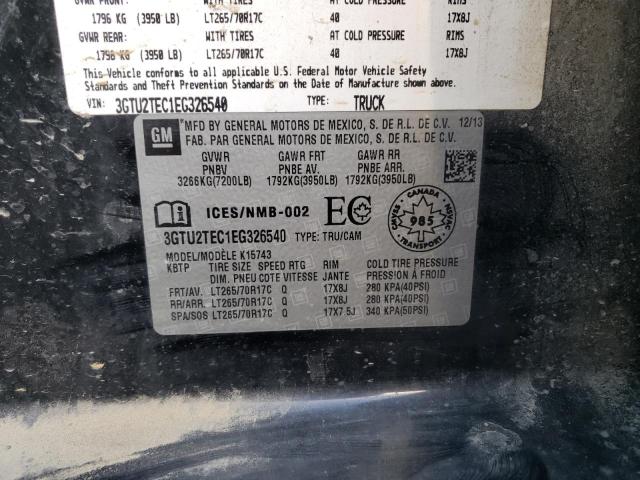 GVWR FRONT: WITH TIRES AT COLD PRESSURE RIMS
1796 KG (3950 LB) LT265/70R17C 40 17X8J
GVWR REAR: WITH TIRES AT COLD PRESSURE RIMS
1796 KG (3950 LB) LT265/70R17C 40 17X8J
This Vehicle conforms to all applicable U.S. Federal Motor Vehicle Safety
Standards and Theft Prevention Standards on the Date of Manufacture shown above.
VIN: 3GTU2TEC1EG326540 TYPE: TRUCK
GM MFD BY GENERAL MOTORS DE MEXICO, S. DE R.L. DE C.V. 12/13
FAB. PAR GENERAL MOTORS DE MEXICO, S. DE R.L. DE C.V.
GVWR GAWR FRT GAWR RR
PNBV PNBE AV. PNBE ARR.
3266KG(7200LB) 1792KG(3950LB) 1792KG(3950LB)
ICES/NMB-002 EC CMVSS CANADA NSVAC 985
3GTU2TEC1EG326540 TYPE: TRU/CAM
MODEL/MODÈLE K15743
KBTP TIRE SIZE SPEED RTG RIM COLD TIRE PRESSURE
DIM. PNEU COTE VITESSE JANTE PRESSION À FROID
FRT/AV. LT265/70R17C Q 17X8J 280 KPA(40PSI)
RR/ARR. LT265/70R17C Q 17X8J 280 KPA(40PSI)
SPA/SOS LT265/70R17C Q 17X7.5J 340 KPA(50PSI)